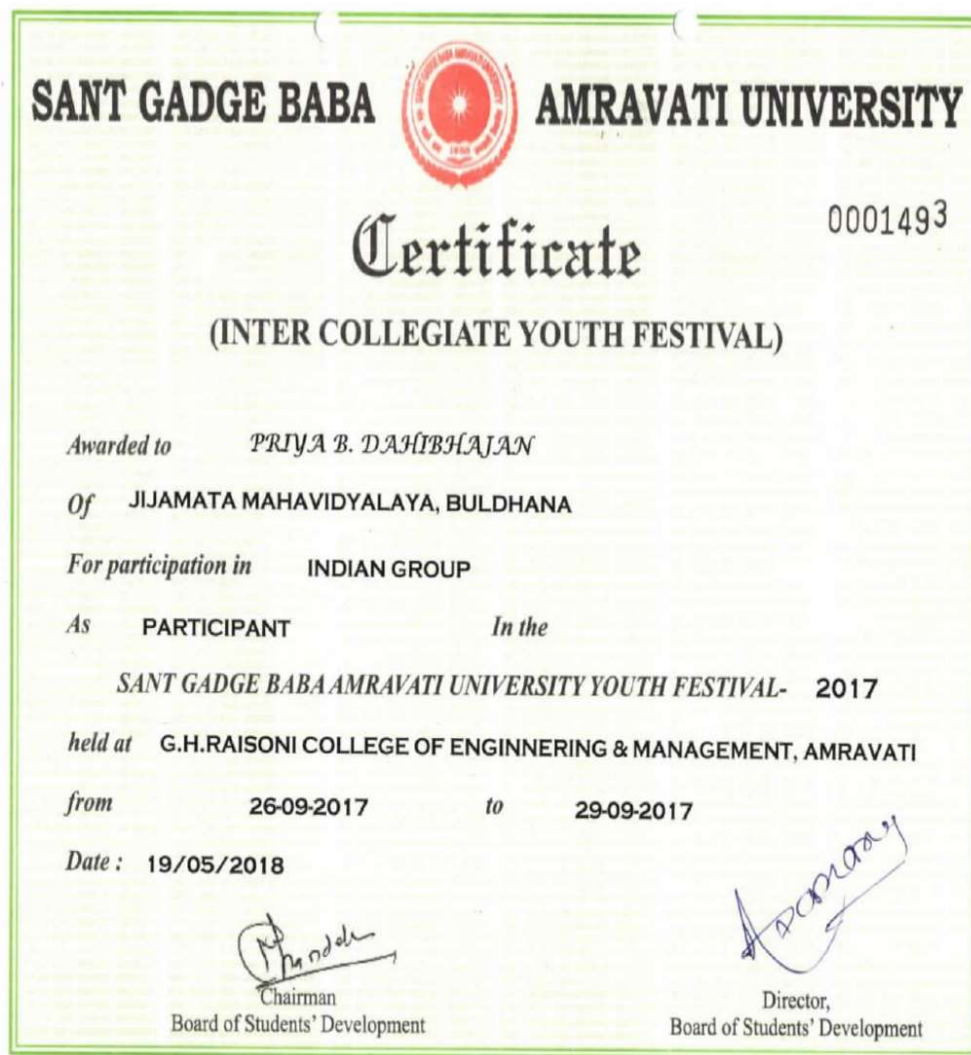 SANT GADGE BABA AMRAVATI UNIVERSITY
0001493
Certificate
(INTER COLLEGIATE YOUTH FESTIVAL)
Awarded to PRIYA B. DAHIBHAJAN
Of JIJAMATA MAHAVIDYALAYA, BULDHANA
For participation in INDIAN GROUP
As PARTICIPANT In the
SANT GADGE BABA AMRAVATI UNIVERSITY YOUTH FESTIVAL- 2017
held at G.H.RAISONI COLLEGE OF ENGINNERING & MANAGEMENT, AMRAVATI
from 26-09-2017 to 29-09-2017
Date : 19/05/2018
Chairman
Board of Students' Development
Director,
Board of Students' Development